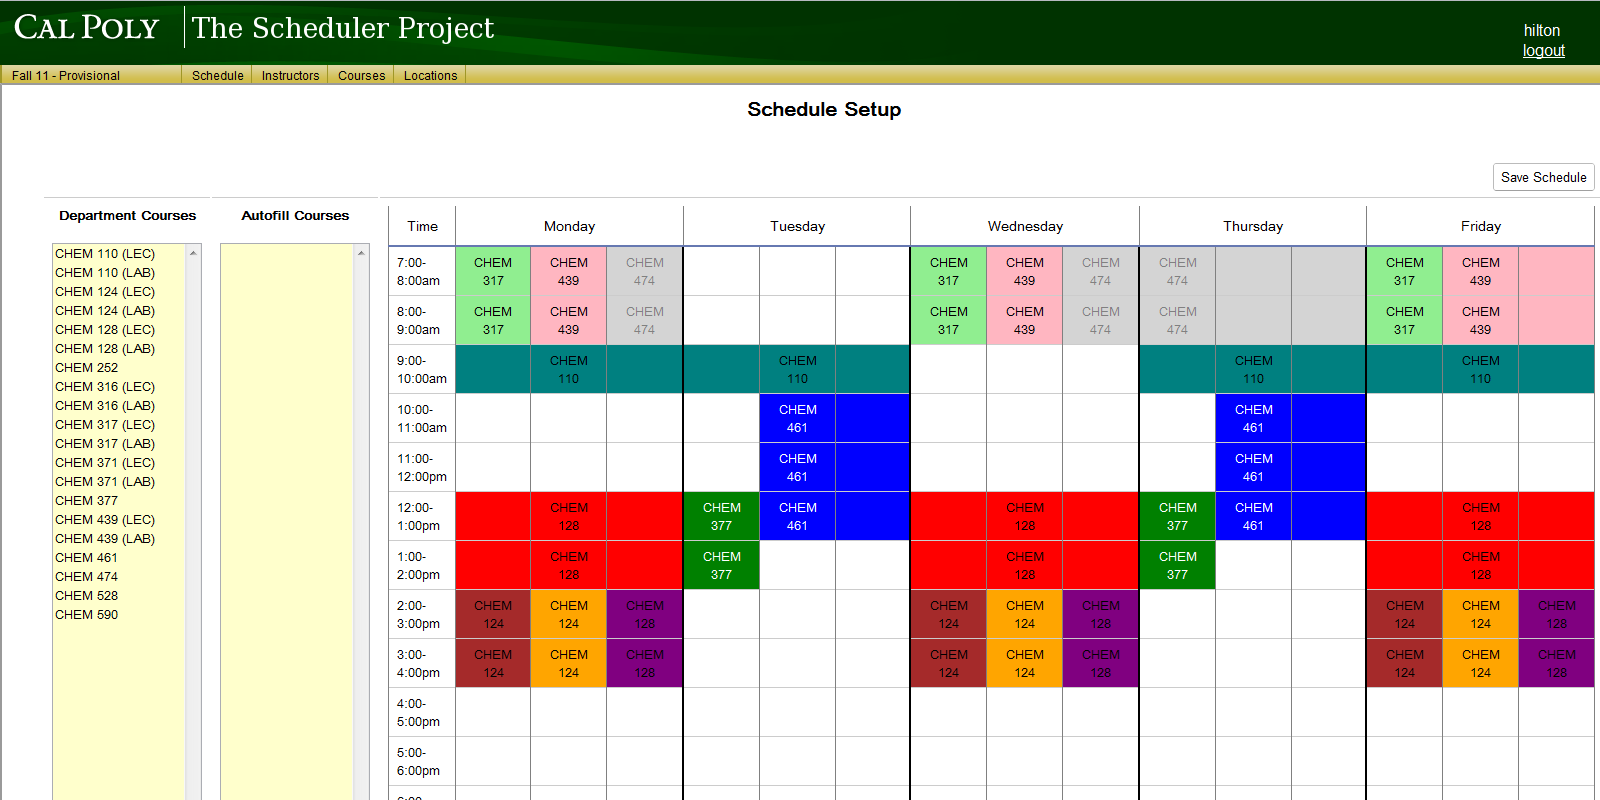 CAL POLY
The Scheduler Project
hilton
logout
Fall 11 - Provisional Schedule Instructors Courses Locations
Schedule Setup
Save Schedule
Department Courses
CHEM 110 (LEC)
CHEM 110 (LAB)
CHEM 124 (LEC)
CHEM 124 (LAB)
CHEM 128 (LEC)
CHEM 128 (LAB)
CHEM 252
CHEM 316 (LEC)
CHEM 316 (LAB)
CHEM 317 (LEC)
CHEM 317 (LAB)
CHEM 371 (LEC)
CHEM 371 (LAB)
CHEM 377
CHEM 439 (LEC)
CHEM 439 (LAB)
CHEM 461
CHEM 474
CHEM 528
CHEM 590
Autofill Courses
Time Monday Tuesday Wednesday Thursday Friday
7:00- CHEM CHEM CHEM CHEM CHEM CHEM CHEM CHEM CHEM
8:00am 317 439 474 317 439 474 474 317 439
8:00- CHEM CHEM CHEM CHEM CHEM CHEM CHEM CHEM CHEM
9:00am 317 439 474 317 439 474 474 317 439
9:00- CHEM CHEM CHEM CHEM
10:00am 110 110 110 110
10:00- CHEM CHEM
11:00am 461 461
11:00- CHEM CHEM
12:00pm 461 461
12:00- CHEM CHEM CHEM CHEM CHEM CHEM CHEM
1:00pm 128 377 461 128 377 461 128
1:00- CHEM CHEM CHEM CHEM CHEM
2:00pm 128 377 128 377 128
2:00- CHEM CHEM CHEM CHEM CHEM CHEM CHEM CHEM CHEM
3:00pm 124 124 128 124 124 128 124 124 128
3:00- CHEM CHEM CHEM CHEM CHEM CHEM CHEM CHEM CHEM
4:00pm 124 124 128 124 124 128 124 124 128
4:00-
5:00pm
5:00-
6:00pm